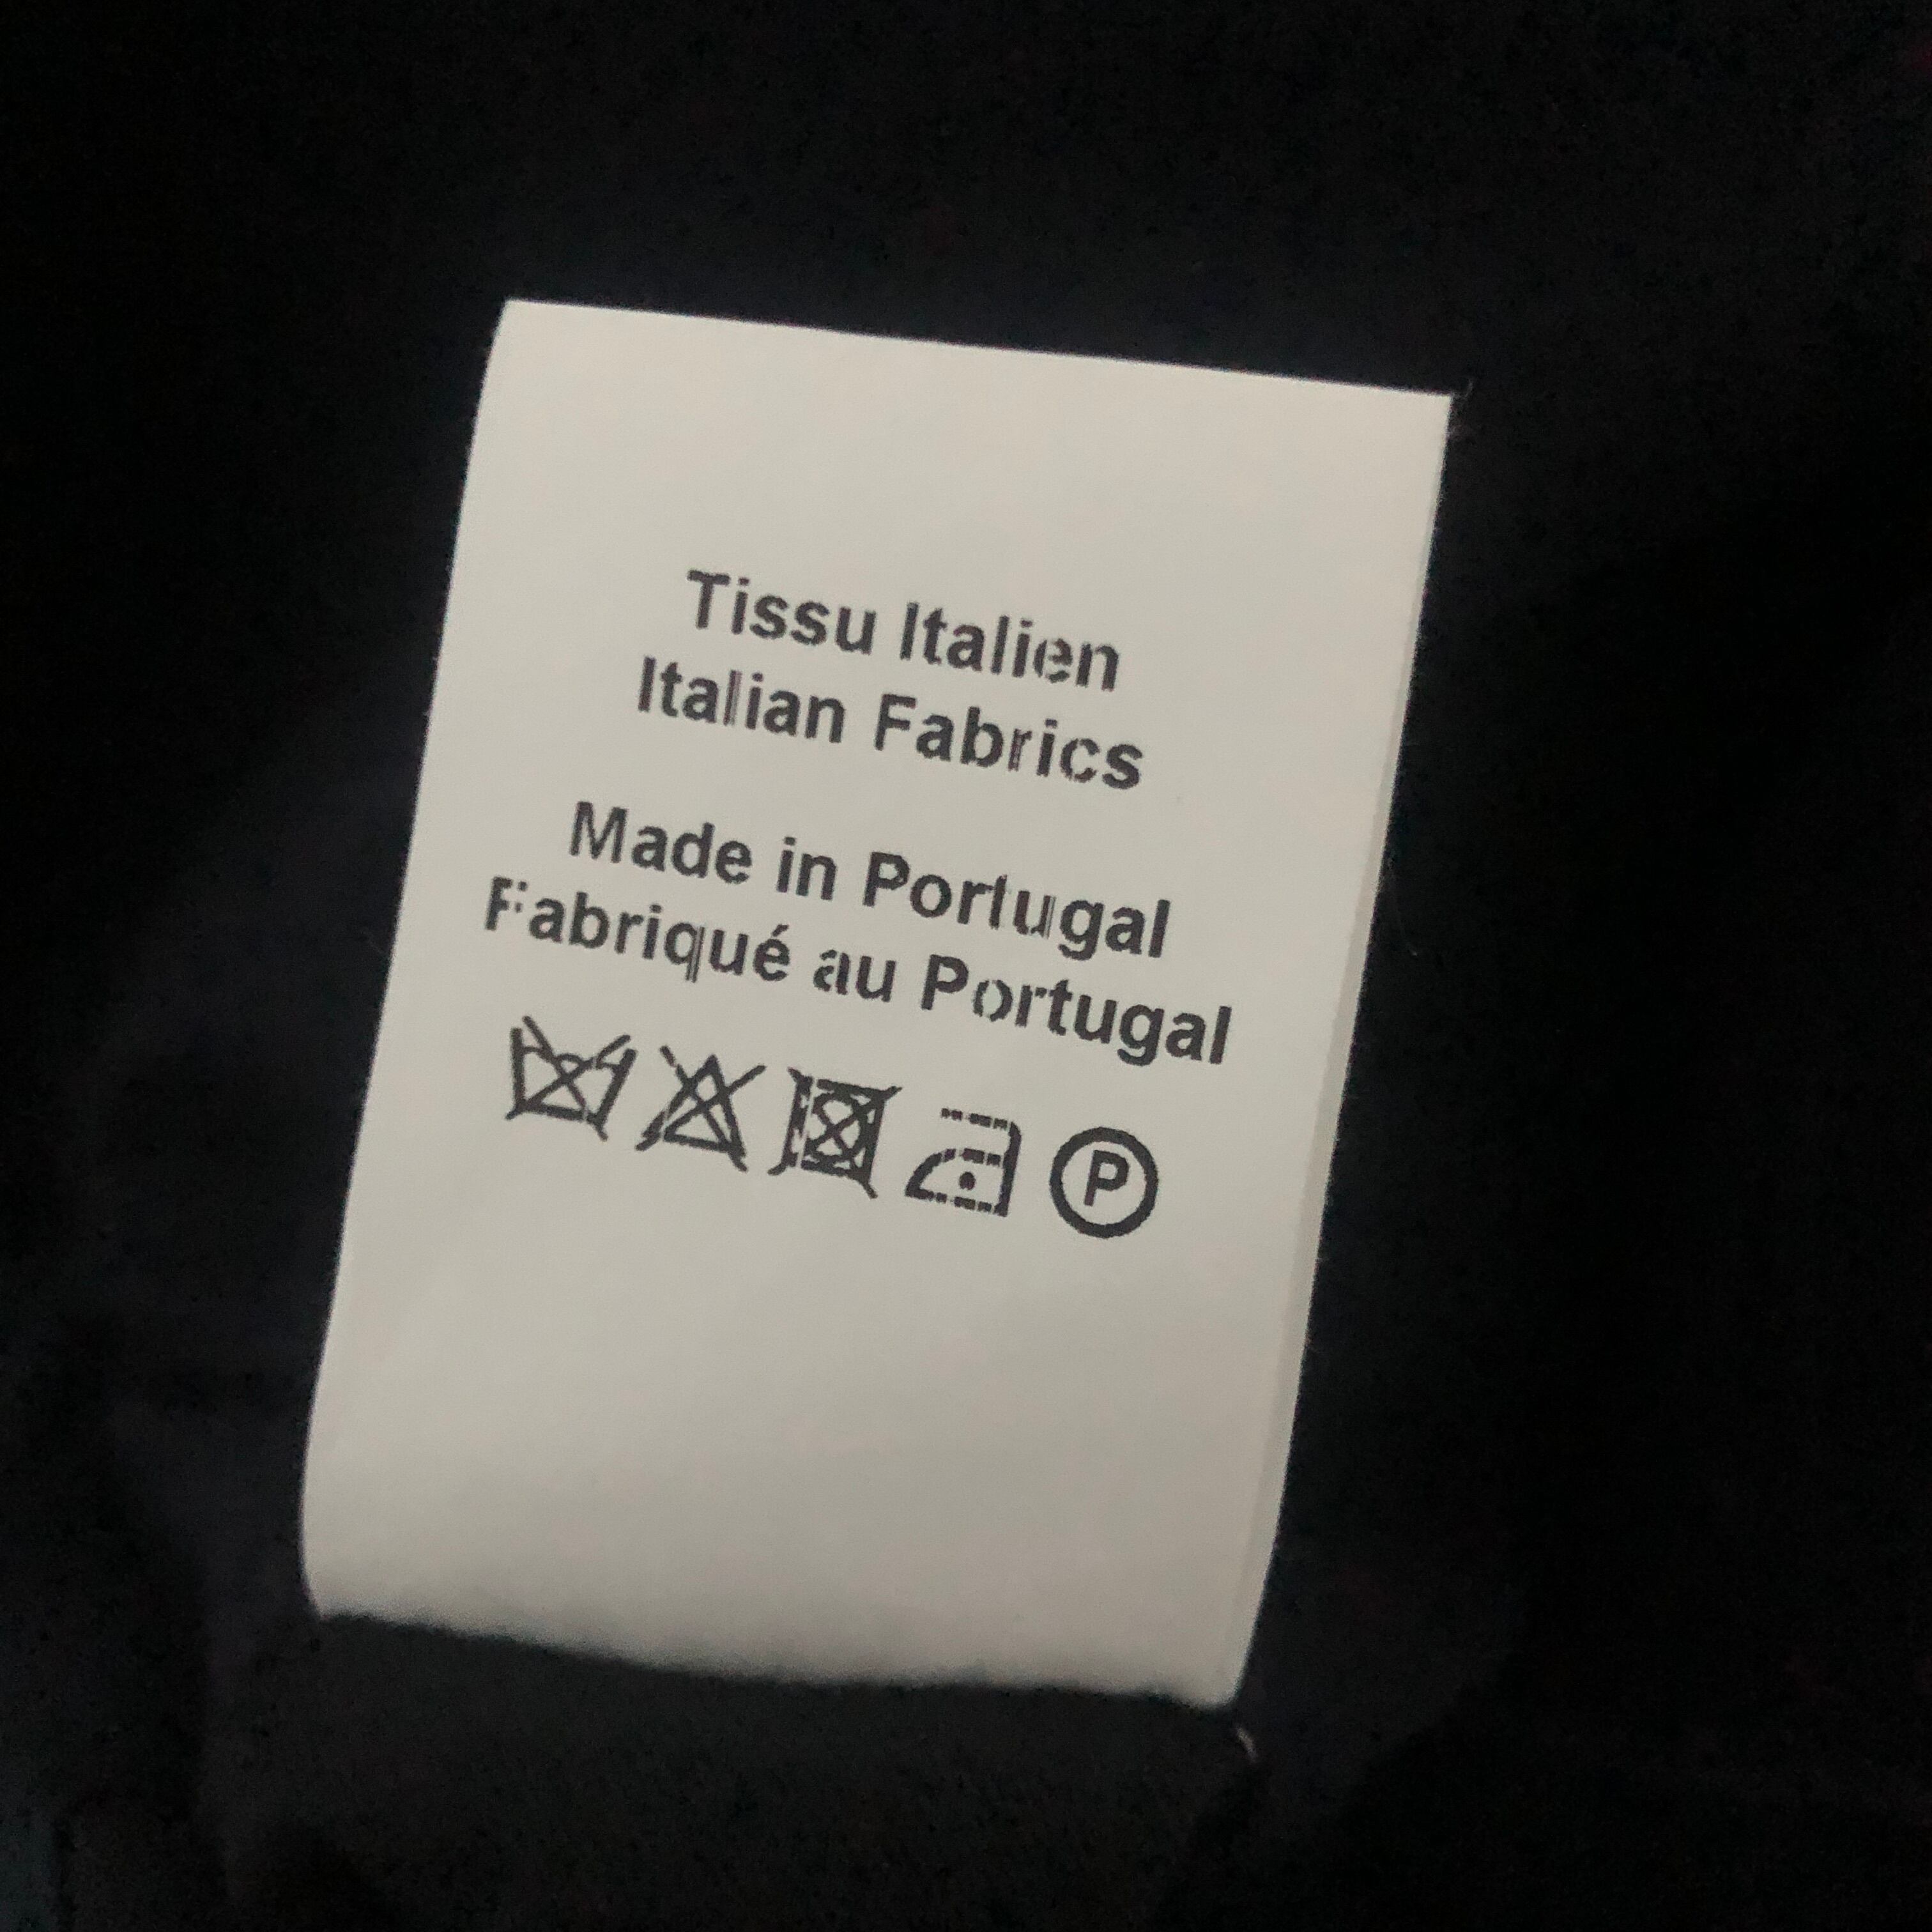 Tissu Italien
Italian Fabrics
Made in Portugal
Fabriqué au Portugal
P